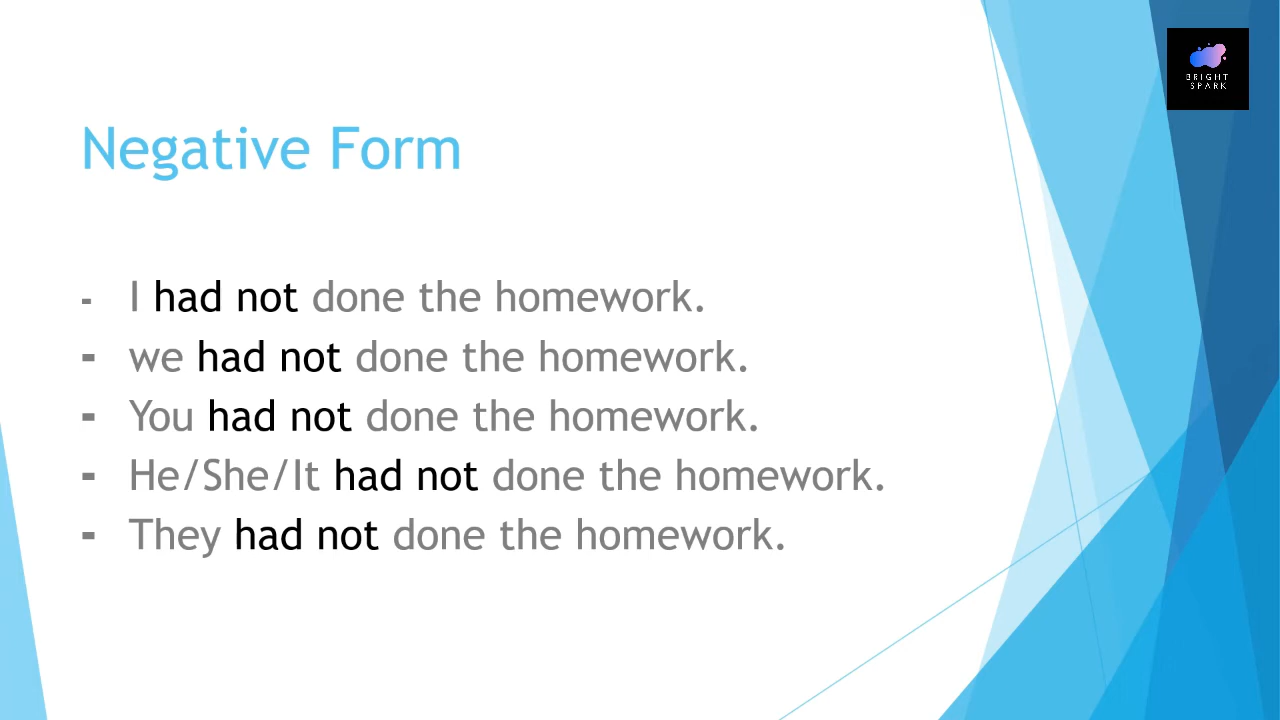 BRIGHT
SPARK
Negative Form
- I had not done the homework.
- we had not done the homework.
- You had not done the homework.
- He/She/It had not done the homework.
- They had not done the homework.